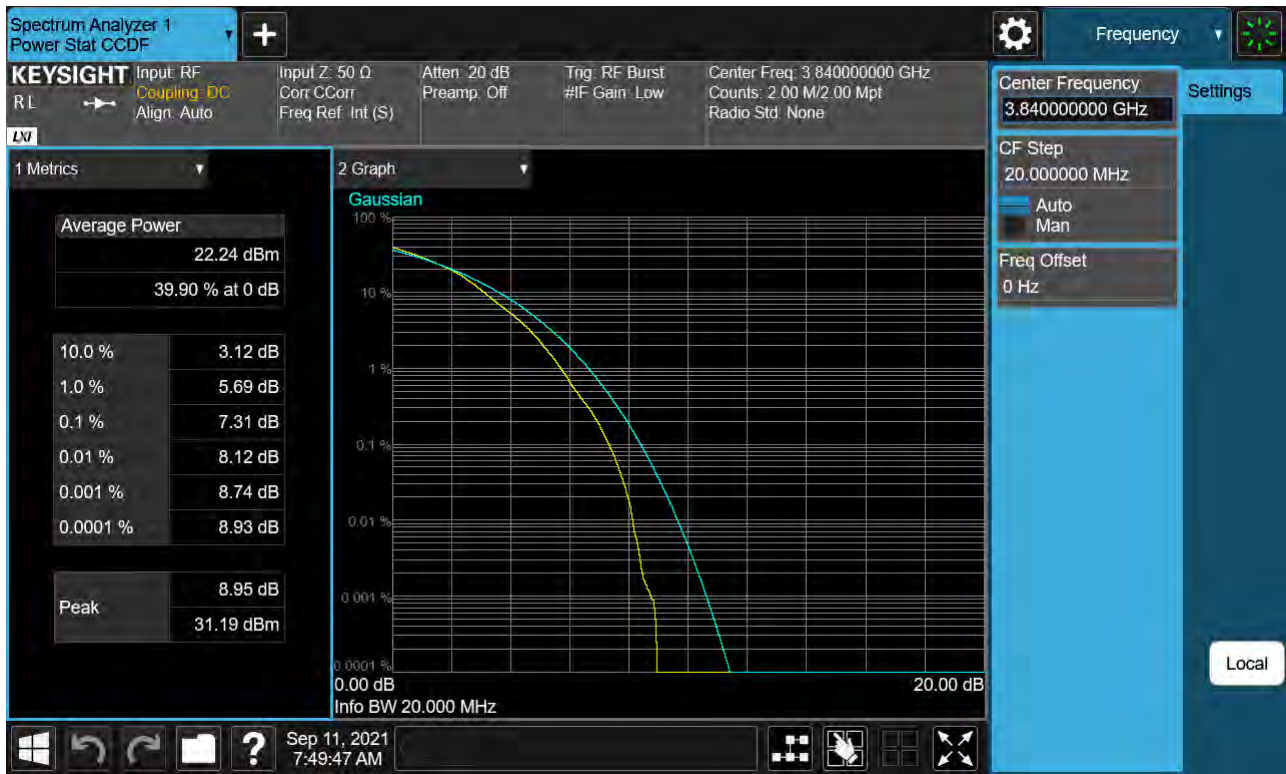 Spectrum Analyzer 1
Power Stat CCDF
Frequency
KEYSIGHT
RL
LXI
Input: RF
Coupling: DC
Align: Auto
Input Z: 50 Ω
Corr CCorr
Freq Ref: Int (S)
Atten: 20 dB
Preamp: Off
Trig: RF Burst
#IF Gain: Low
Center Freq: 3.840000000 GHz
Counts: 2.00 M/2.00 Mpt
Radio Std: None
Center Frequency
3.840000000 GHz
Settings
CF Step
20.000000 MHz
Auto
Man
Freq Offset
0 Hz
Local
1 Metrics
Average Power
22.24 dBm
39.90 % at 0 dB
10.0 % 3.12 dB
1.0 % 5.69 dB
0.1 % 7.31 dB
0.01 % 8.12 dB
0.001 % 8.74 dB
0.0001 % 8.93 dB
Peak 8.95 dB
31.19 dBm
2 Graph
Gaussian
100 %
10 %
1 %
0.1 %
0.01 %
0.001 %
0.0001 %
0.00 dB 20.00 dB
Info BW 20.000 MHz
?
Sep 11, 2021
7:49:47 AM